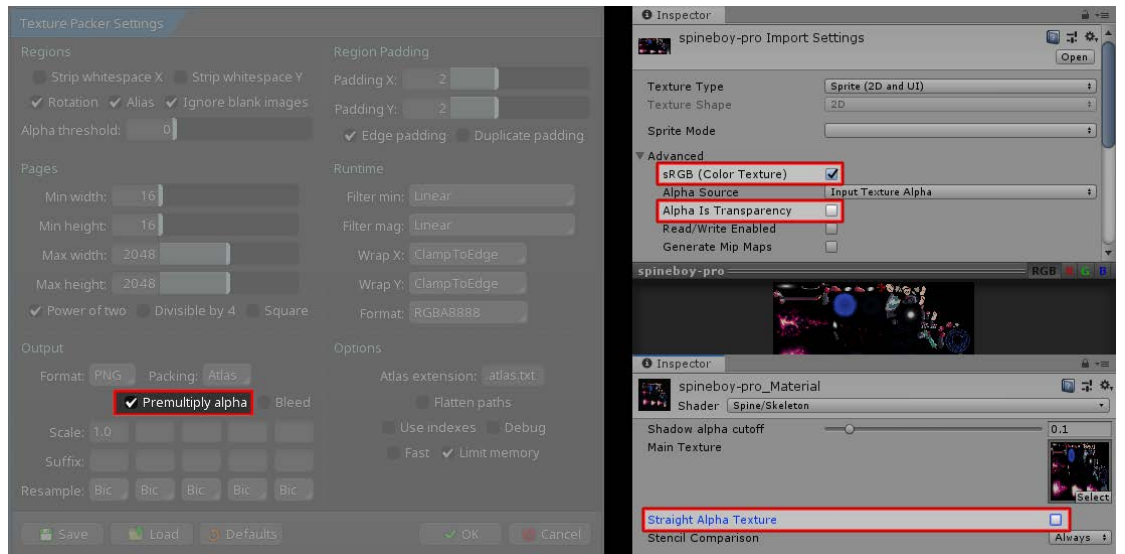 Texture Packer Settings
Regions
Strip whitespace X Strip whitespace Y
Rotation Alias Ignore blank images
Alpha threshold: 0
Pages
Min width: 16
Min height: 16
Max width: 2048
Max height: 2048
Power of two Divisible by 4 Square
Output
Format: PNG Packing: Atlas
Premultiply alpha Bleed
Scale: 1.0
Suffix:
Resample: Bic Bic Bic Bic Bic
Save Load Defaults
Region Padding
Padding X: 2
Padding Y: 2
Edge padding Duplicate padding
Runtime
Filter min: Linear
Filter mag: Linear
Wrap X: ClampToEdge
Wrap Y: ClampToEdge
Format: RGBA8888
Options
Atlas extension: .atlas.txt
Flatten paths
Use indexes Debug
Fast Limit memory
OK Cancel
Inspector
spineboy-pro Import Settings
Open
Texture Type Sprite (2D and UI)
Texture Shape 2D
Sprite Mode
Advanced
sRGB (Color Texture)
Alpha Source Input Texture Alpha
Alpha Is Transparency
Read/Write Enabled
Generate Mip Maps
spineboy-pro RGB R G B
Inspector
spineboy-pro_Material
Shader Spine/Skeleton
Shadow alpha cutoff 0.1
Main Texture
Select
Straight Alpha Texture
Stencil Comparison Always